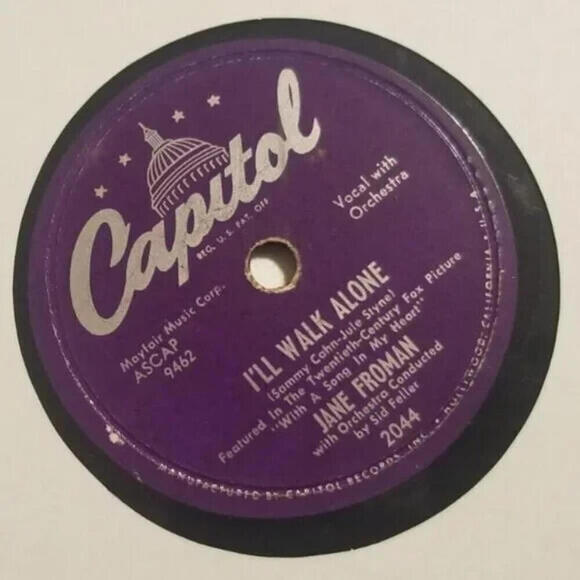 Capitol
REG. U.S. PAT. OFF
Vocal with
Orchestra
Mayfair Music Corp.
ASCAP
9462
I'LL WALK ALONE
(Sammy Cahn-Jule Styne)
Featured In The Twentieth-Century Fox Picture
"With A Song In My Heart"
JANE FROMAN
with Orchestra Conducted
by Sid Feller
2044
MANUFACTURED BY CAPITOL RECORDS, INC. • HOLLYWOOD, CALIFORNIA • U.S.A.